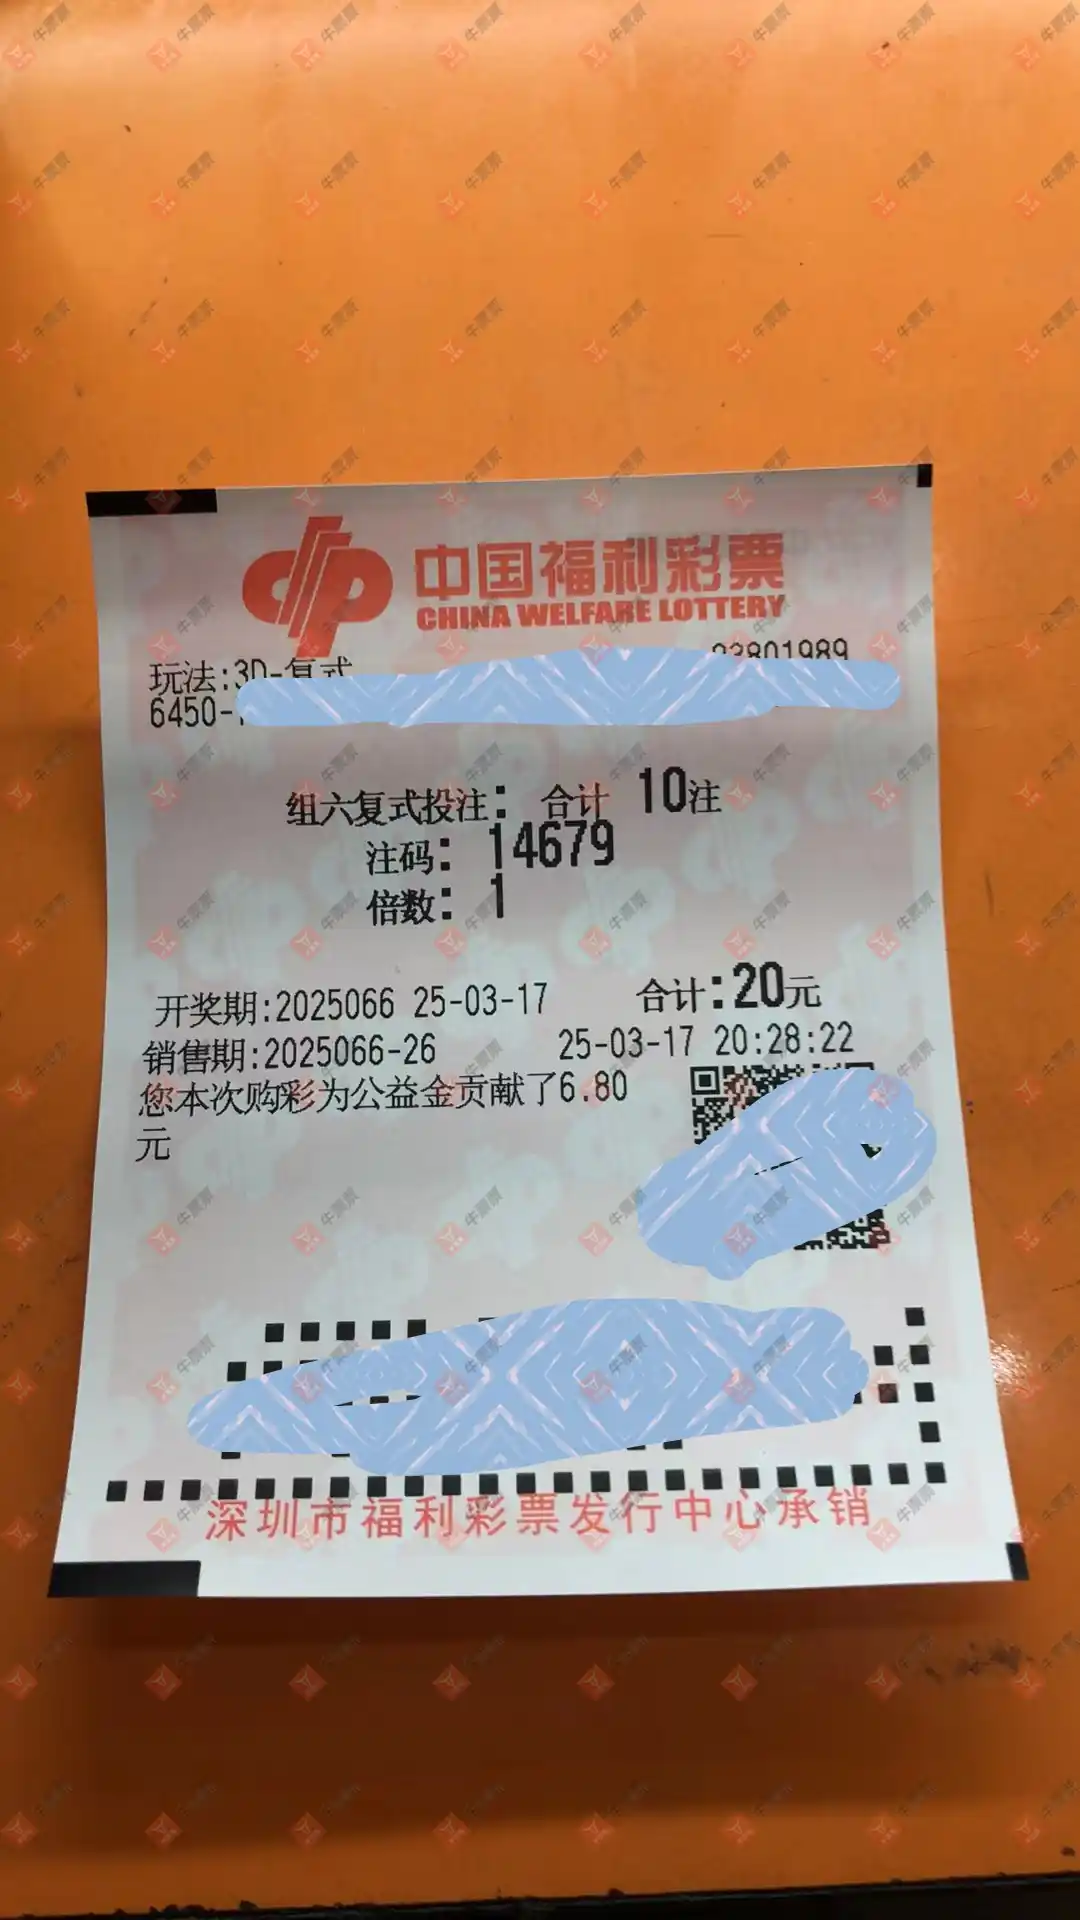 中国福利彩票
CHINA WELFARE LOTTERY
23801989
玩法:3D-复式
6450-
组六复式投注: 合计 10注
注码: 14679
倍数: 1
开奖期:2025066 25-03-17 合计:20元
销售期:2025066-26 25-03-17 20:28:22
您本次购彩为公益金贡献了6.80
元
深圳市福利彩票发行中心承销
牛票票